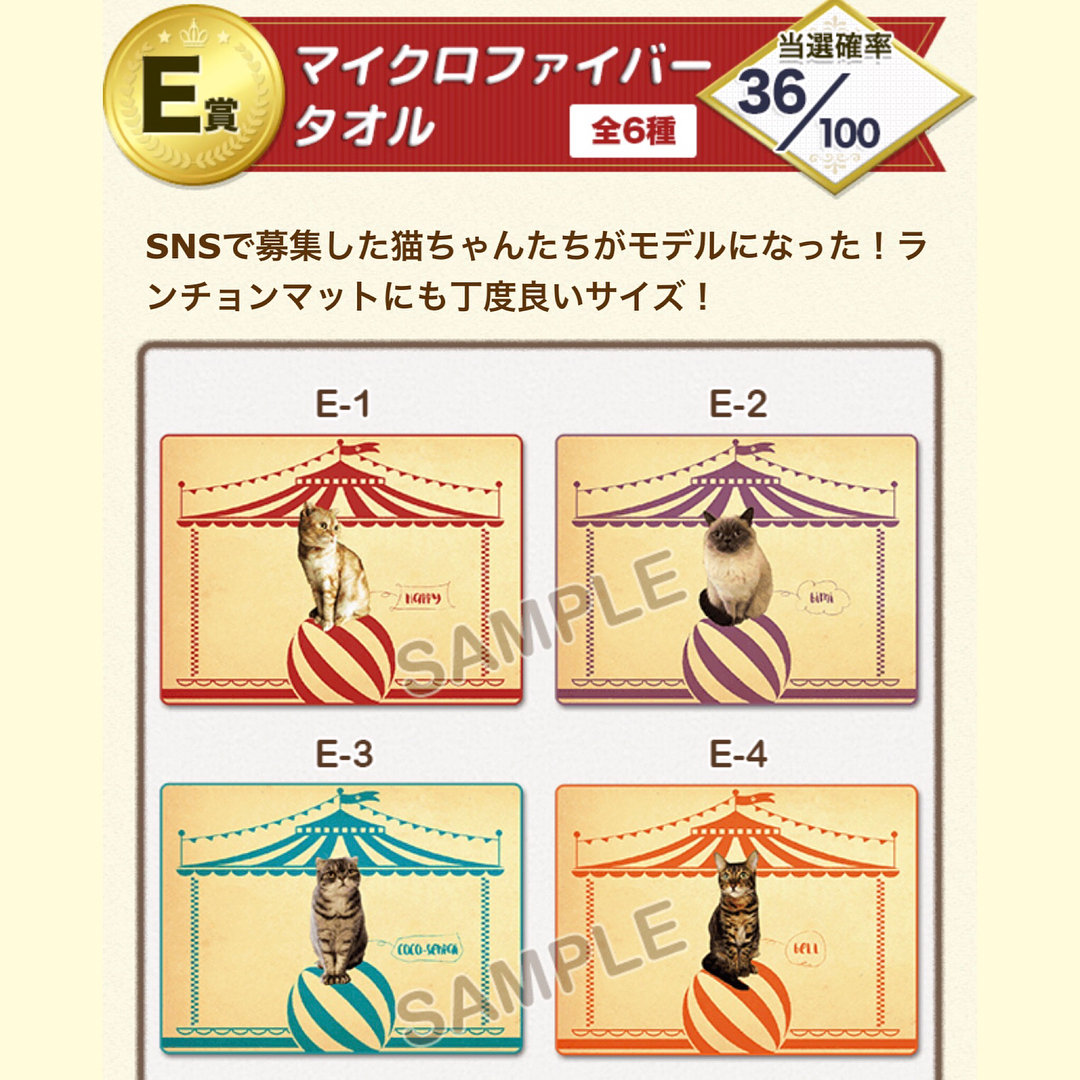 E賞
マイクロファイバー
タオル
全6種
当選確率
36/100
SNSで募集した猫ちゃんたちがモデルになった！ラ
ンチョンマットにも丁度良いサイズ！
E-1
E-2
SAMPLE
E-3
E-4
bell
SAMPLE